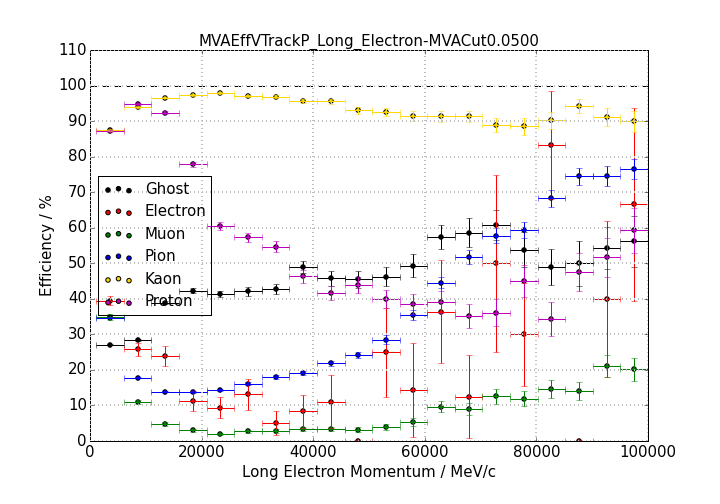 MVAEffVTrackP_Long_Electron-MVACut0.0500
110
100
90
80
70
60
50
40
30
20
10
0
Efficiency / %
Ghost
Electron
Muon
Pion
Kaon
Proton
0 20000 40000 60000 80000 100000
Long Electron Momentum / MeV/c